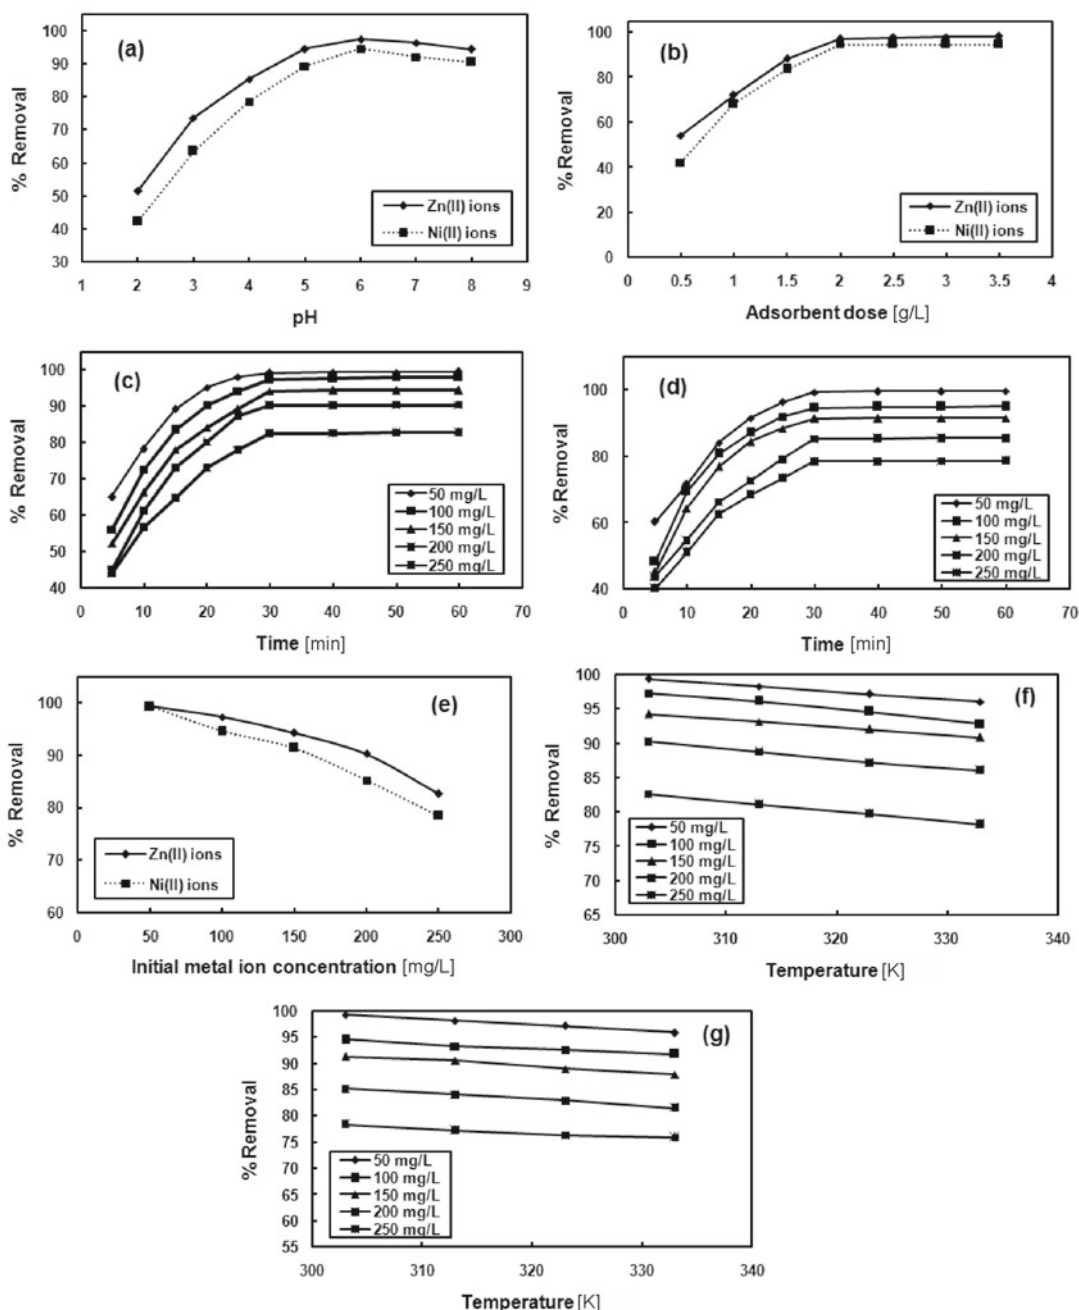 (a)
% Removal
100
90
80
70
60
50
40
30
1 2 3 4 5 6 7 8 9
pH
Zn(II) ions
Ni(II) ions
(b)
% Removal
100
80
60
40
20
0
0 0.5 1 1.5 2 2.5 3 3.5 4
Adsorbent dose [g/L]
Zn(II) ions
Ni(II) ions
(c)
% Removal
100
90
80
70
60
50
40
0 10 20 30 40 50 60 70
Time [min]
50 mg/L
100 mg/L
150 mg/L
200 mg/L
250 mg/L
(d)
% Removal
100
80
60
40
0 10 20 30 40 50 60 70
Time [min]
50 mg/L
100 mg/L
150 mg/L
200 mg/L
250 mg/L
(e)
% Removal
100
90
80
70
60
0 50 100 150 200 250 300
Initial metal ion concentration [mg/L]
Zn(II) ions
Ni(II) ions
(f)
% Removal
100
95
90
85
80
75
70
65
300 310 320 330 340
Temperature [K]
50 mg/L
100 mg/L
150 mg/L
200 mg/L
250 mg/L
(g)
% Removal
100
95
90
85
80
75
70
65
60
55
300 310 320 330 340
Temperature [K]
50 mg/L
100 mg/L
150 mg/L
200 mg/L
250 mg/L